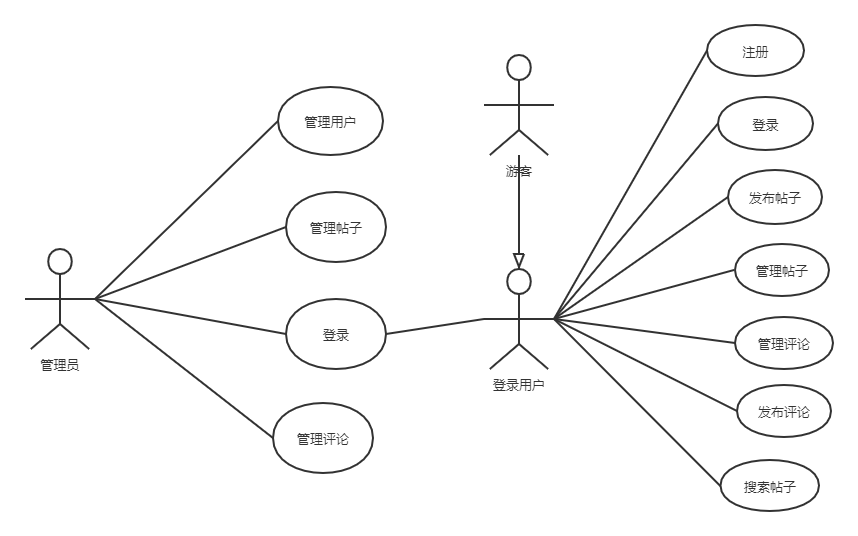 管理用户
管理帖子
登录
管理评论
管理员
游客
登录用户
注册
登录
发布帖子
管理帖子
管理评论
发布评论
搜索帖子